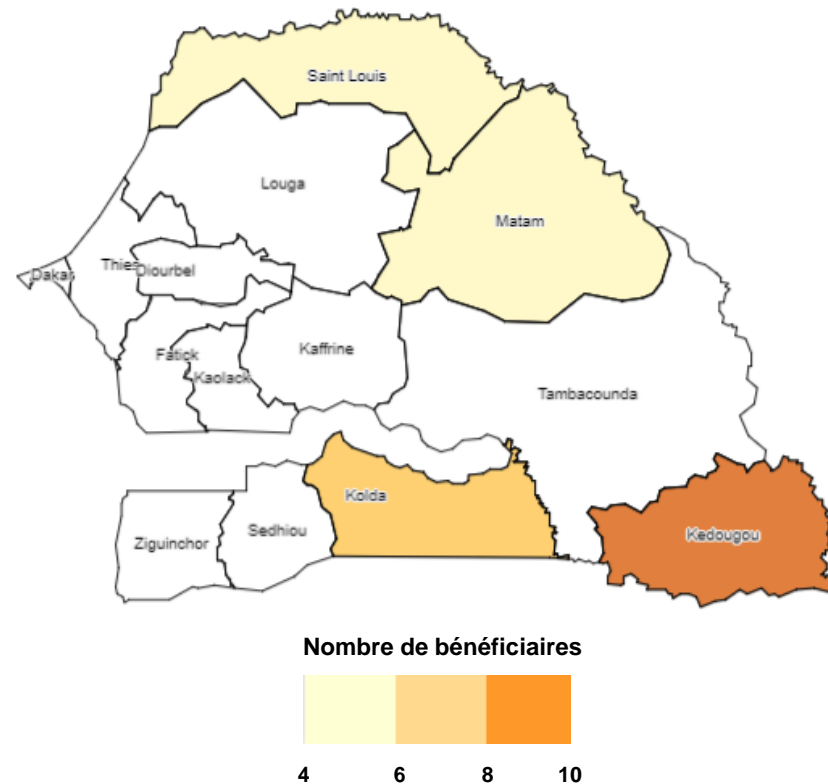 Saint Louis
Louga
Matam
Dakar
Thies
Diourbel
Fatick
Kaolack
Kaffrine
Tambacounda
Kolda
Ziguinchor
Sedhiou
Kedougou
Nombre de bénéficiaires
4 6 8 10